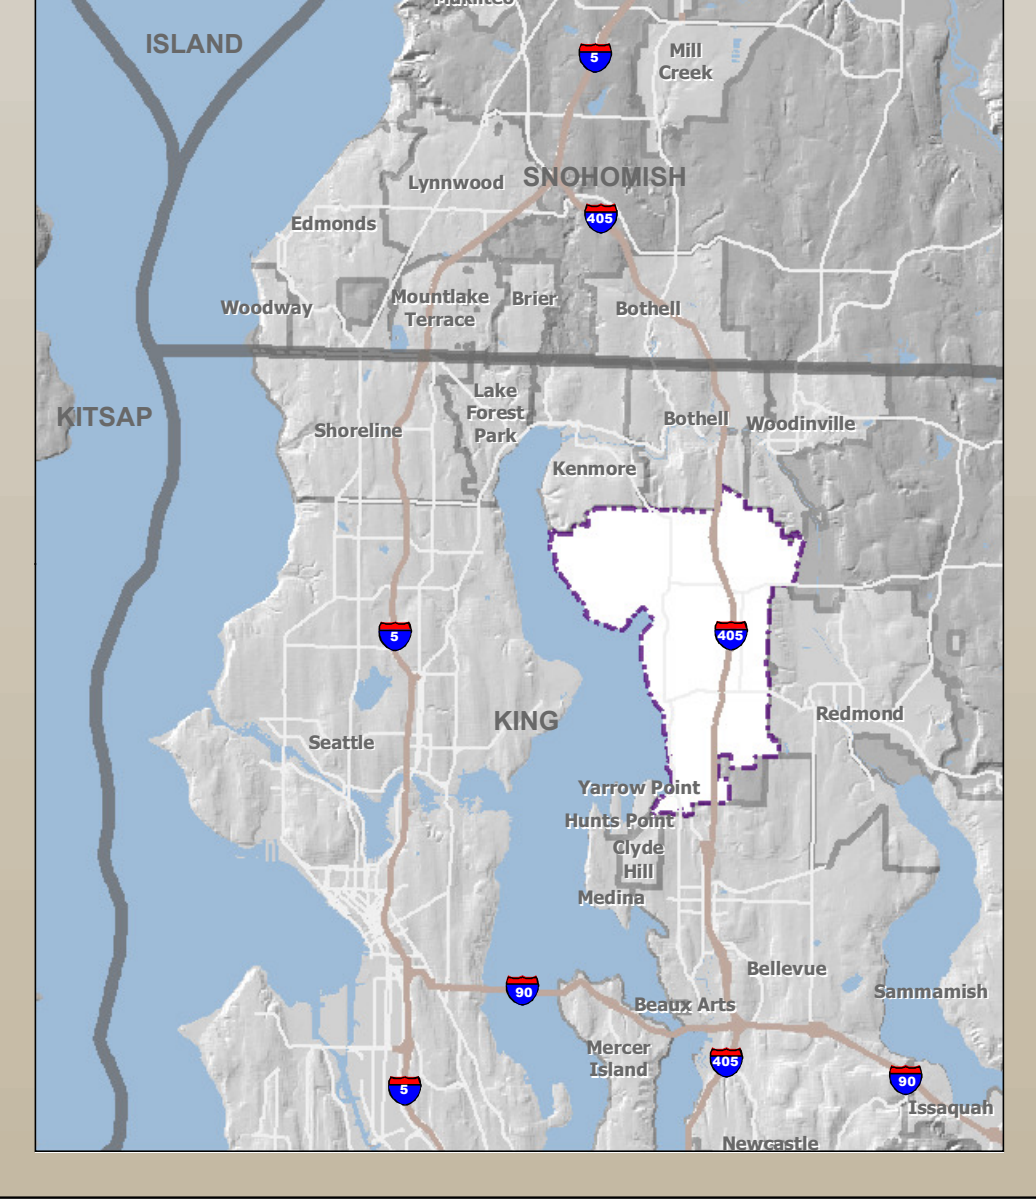 Mukilteo
ISLAND
5
Mill
Creek
SNOHOMISH
Lynnwood
405
Edmonds
Woodway
Mountlake
Terrace
Brier
Bothell
KITSAP
Lake
Forest
Park
Shoreline
Bothell
Woodinville
Kenmore
5
405
KING
Redmond
Seattle
Yarrow Point
Hunts Point
Clyde
Hill
Medina
Bellevue
90
Sammamish
Beaux Arts
Mercer
Island
405
90
5
Issaquah
Newcastle